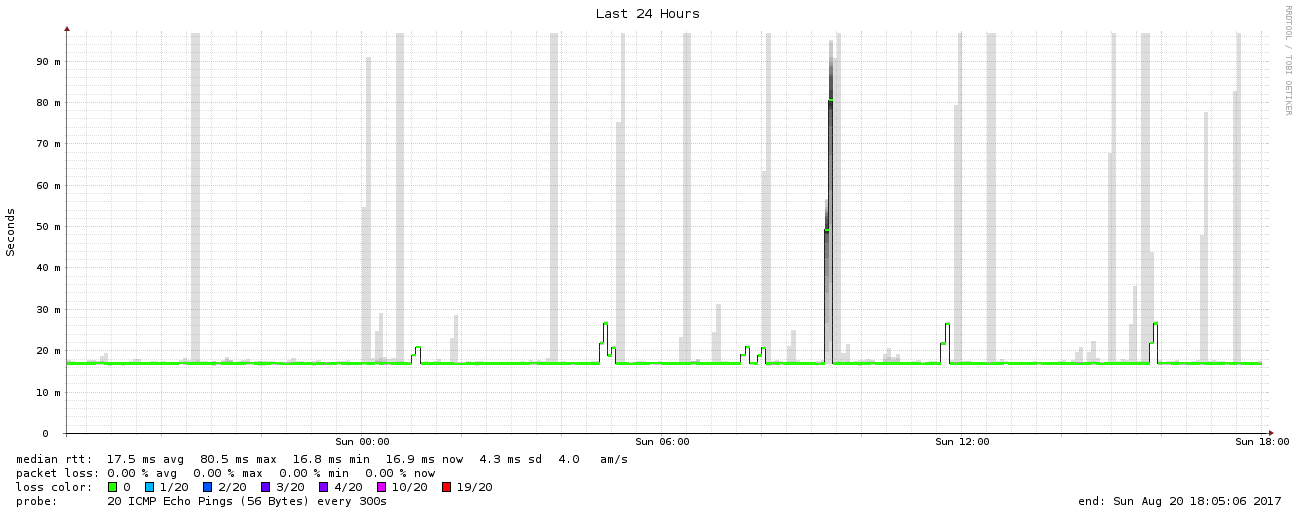 Last 24 Hours
RRDTOOL / TOBI OETIKER
Seconds
90 m
80 m
70 m
60 m
50 m
40 m
30 m
20 m
10 m
0
Sun 00:00 Sun 06:00 Sun 12:00 Sun 18:00
median rtt: 17.5 ms avg 80.5 ms max 16.8 ms min 16.9 ms now 4.3 ms sd 4.0 am/s
packet loss: 0.00 % avg 0.00 % max 0.00 % min 0.00 % now
loss color: 0 1/20 2/20 3/20 4/20 10/20 19/20
probe: 20 ICMP Echo Pings (56 Bytes) every 300s end: Sun Aug 20 18:05:06 2017